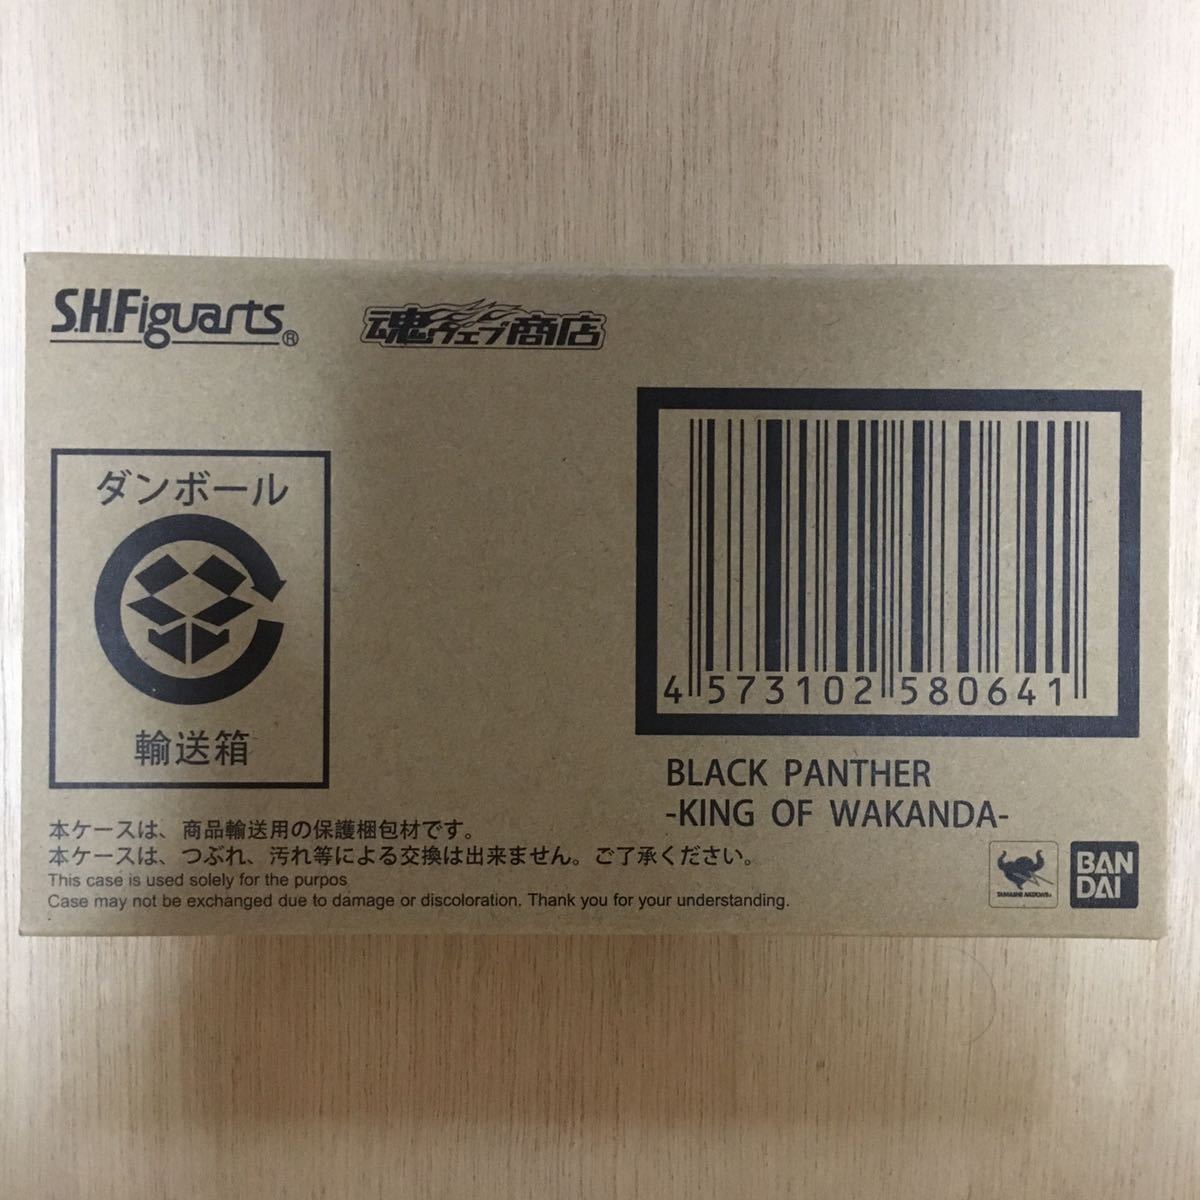 S.H.Figuarts®
魂ウェブ商店
ダンボール
輸送箱
4 573102 580641
BLACK PANTHER
-KING OF WAKANDA-
本ケースは、商品輸送用の保護梱包材です。
本ケースは、つぶれ、汚れ等による交換は出来ません。ご了承ください。
This case is used solely for the purpos
Case may not be exchanged due to damage or discoloration. Thank you for your understanding.
TAMASHII
BAN
DAI